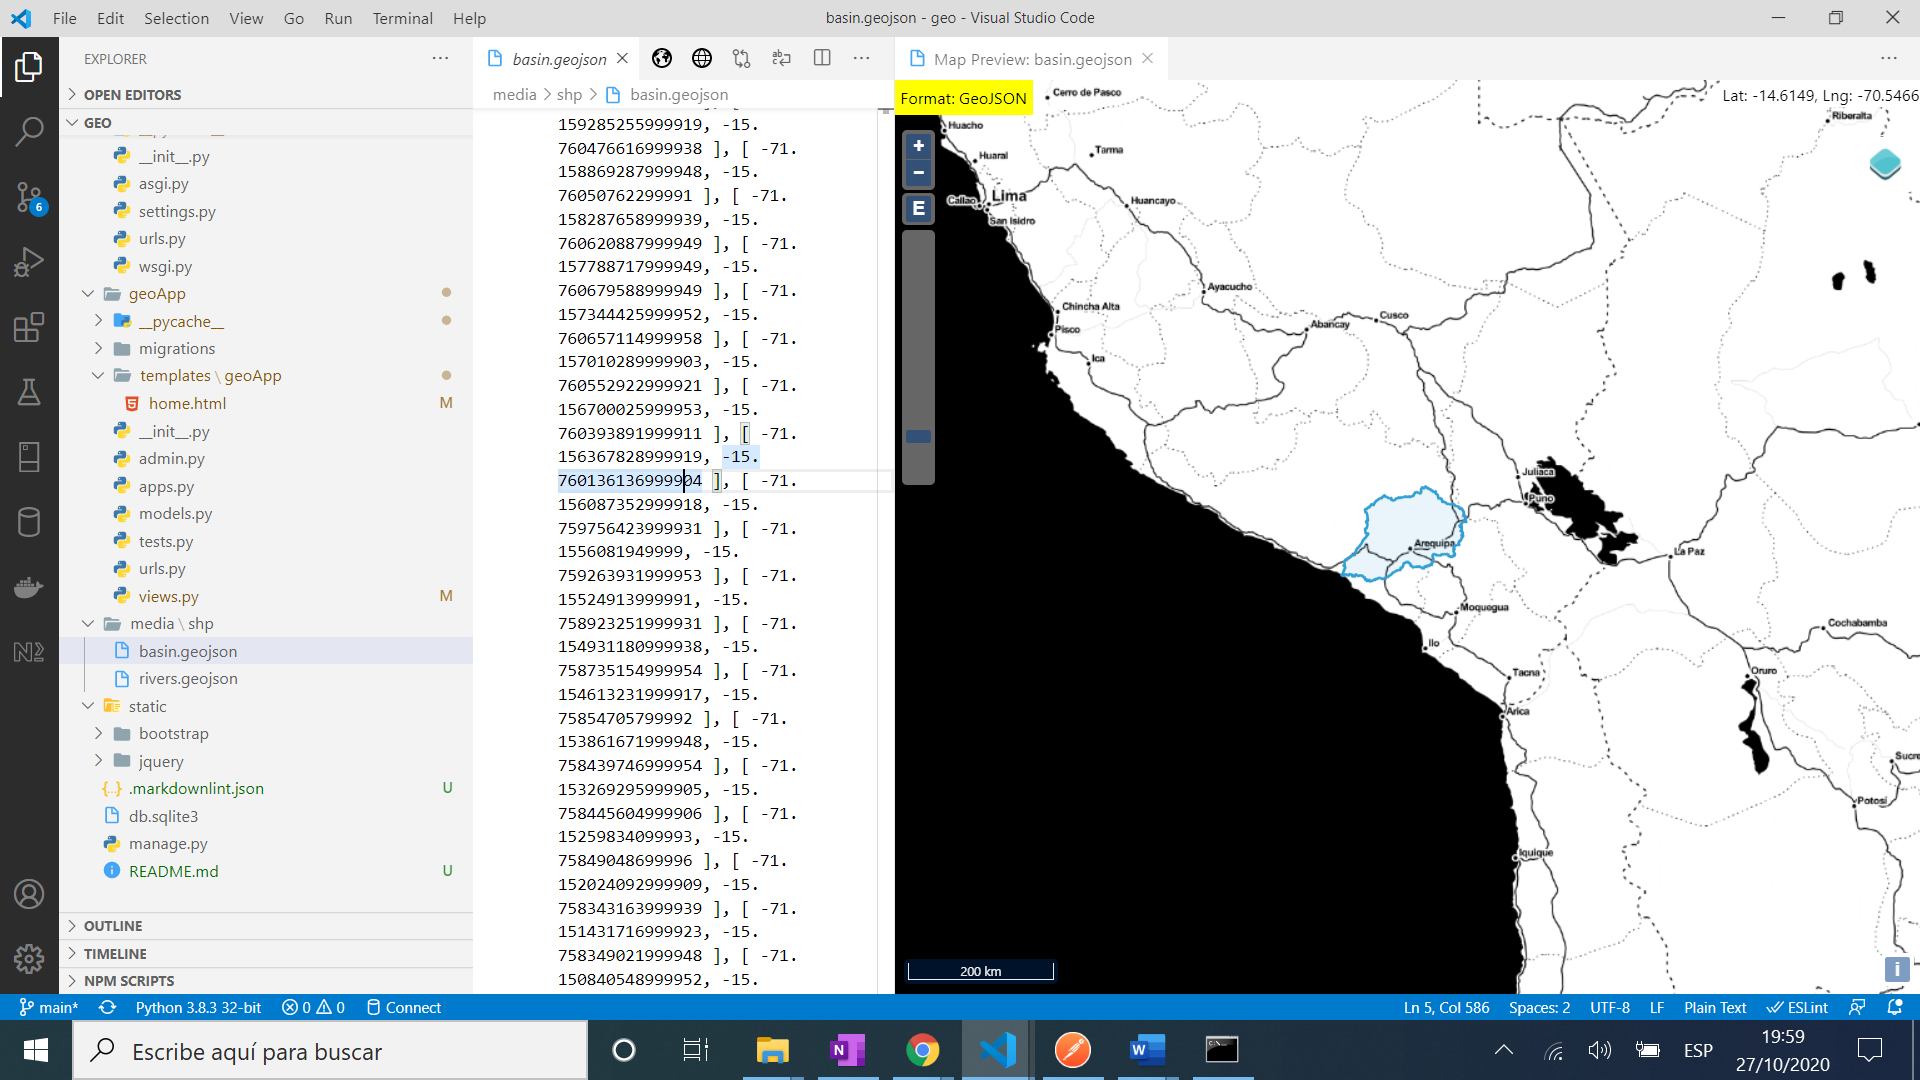 File Edit Selection View Go Run Terminal Help
basin.geojson - geo - Visual Studio Code
EXPLORER
OPEN EDITORS
GEO
__init__.py
asgi.py
settings.py
urls.py
wsgi.py
geoApp
__pycache__
migrations
templates \ geoApp
home.html M
__init__.py
admin.py
apps.py
models.py
tests.py
urls.py
views.py M
media \ shp
basin.geojson
rivers.geojson
static
bootstrap
jquery
.markdownlint.json U
db.sqlite3
manage.py
README.md U
OUTLINE
TIMELINE
NPM SCRIPTS
6
basin.geojson
media > shp > basin.geojson
159285255999919, -15.
760476616999938 ], [ -71.
158869287999948, -15.
76050762299991 ], [ -71.
158287658999939, -15.
760620887999949 ], [ -71.
157788717999949, -15.
760679588999949 ], [ -71.
157344425999952, -15.
760657114999958 ], [ -71.
157010289999903, -15.
760552922999921 ], [ -71.
156700025999953, -15.
760393891999911 ], [ -71.
156367828999919, -15.
760136136999904 ], [ -71.
156087352999918, -15.
759756423999931 ], [ -71.
1556081949999, -15.
759263931999953 ], [ -71.
15524913999991, -15.
758923251999931 ], [ -71.
154931180999938, -15.
758735154999954 ], [ -71.
154613231999917, -15.
75854705799992 ], [ -71.
153861671999948, -15.
758439746999954 ], [ -71.
153269295999905, -15.
758445604999906 ], [ -71.
15259834099993, -15.
75849048699996 ], [ -71.
152024092999909, -15.
758343163999939 ], [ -71.
151431716999923, -15.
758349021999948 ], [ -71.
150840548999952, -15.
Map Preview: basin.geojson
Format: GeoJSON
Lat: -14.6149, Lng: -70.5466
+
−
E
Cerro de Pasco
Riberalta
Huacho
Huaral
Tarma
Lima
Callao
San Isidro
Huancayo
Ayacucho
Chincha Alta
Pisco
Abancay
Cusco
Ica
Juliaca
Puno
Arequipa
La Paz
Moquegua
Ilo
Cochabamba
Tacna
Oruro
Arica
Sucre
Potosí
Iquique
200 km
i
main* Python 3.8.3 32-bit 0 0 Connect
Ln 5, Col 586 Spaces: 2 UTF-8 LF Plain Text ESLint
Escribe aquí para buscar
ESP
19:59
27/10/2020